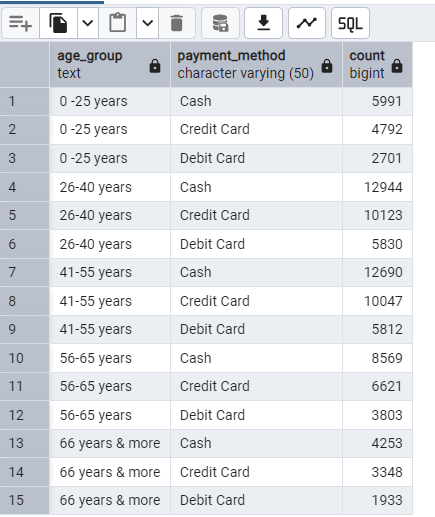 SQL
age_group payment_method count
text character varying (50) bigint
1 0 -25 years Cash 5991
2 0 -25 years Credit Card 4792
3 0 -25 years Debit Card 2701
4 26-40 years Cash 12944
5 26-40 years Credit Card 10123
6 26-40 years Debit Card 5830
7 41-55 years Cash 12690
8 41-55 years Credit Card 10047
9 41-55 years Debit Card 5812
10 56-65 years Cash 8569
11 56-65 years Credit Card 6621
12 56-65 years Debit Card 3803
13 66 years & more Cash 4253
14 66 years & more Credit Card 3348
15 66 years & more Debit Card 1933